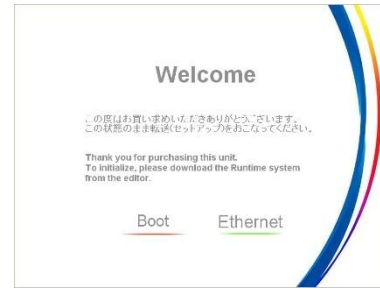 Welcome
この度はお買い求めいただきありがとうございます。
この状態のまま転送(セットアップ)をおこなってください。
Thank you for purchasing this unit.
To initialize, please download the Runtime system
from the editor.
Boot
Ethernet